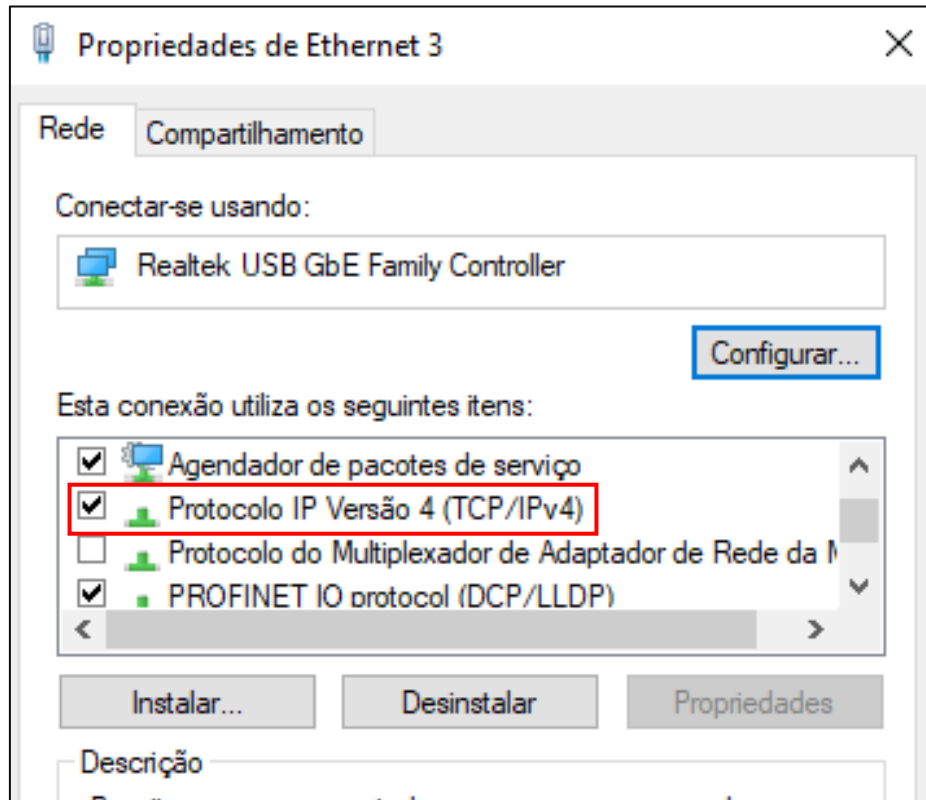 Propriedades de Ethernet 3
Rede
Compartilhamento
Conectar-se usando:
Realtek USB GbE Family Controller
Configurar...
Esta conexão utiliza os seguintes itens:
Agendador de pacotes de serviço
Protocolo IP Versão 4 (TCP/IPv4)
Protocolo do Multiplexador de Adaptador de Rede da
PROFINET IO protocol (DCP/LLDP)
Instalar...
Desinstalar
Propriedades
Descrição